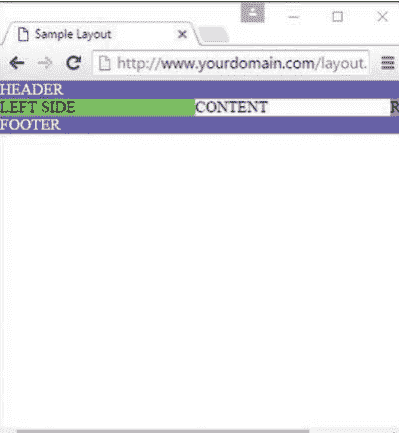 Sample Layout
http://www.yourdomain.com/layout.
HEADER
LEFT SIDE CONTENT R
FOOTER